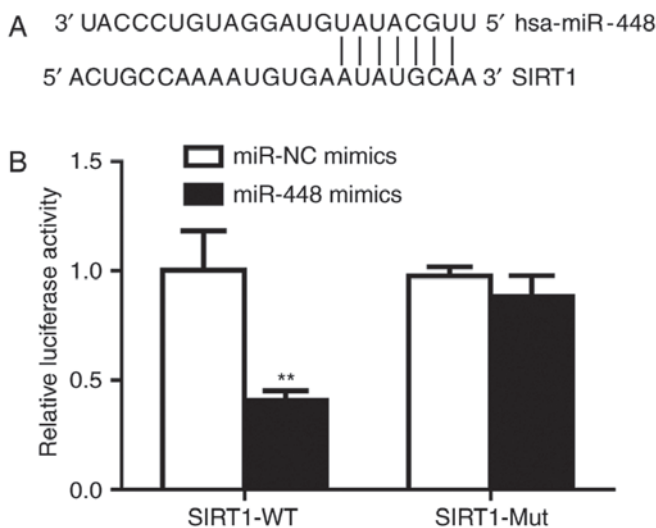 A
3′ UACCCUGUAGGAUGUAUACGUU 5′ hsa-miR-448
5′ ACUGCCAAAAUGUGAAUAUGCAA 3′ SIRT1
B
miR-NC mimics
miR-448 mimics
Relative luciferase activity
1.5
1.0
0.5
0.0
**
SIRT1-WT SIRT1-Mut